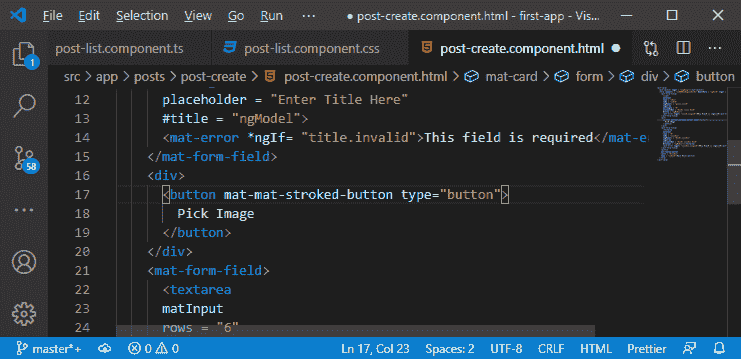 File Edit Selection View Go Run ··· ● post-create.component.html - first-app - Vis...
post-list.component.ts post-list.component.css post-create.component.html ● ···
src > app > posts > post-create > post-create.component.html > mat-card > form > div > button
12 placeholder = "Enter Title Here"
13 #title = "ngModel">
14 <mat-error *ngIf= "title.invalid">This field is required</mat-e
15 </mat-form-field>
16 <div>
17 <button mat-mat-stroked-button type="button">
18 Pick Image
19 </button>
20 </div>
21 <mat-form-field>
22 <textarea
23 matInput
24 rows = "6"
1
58
master*+ 0 0 Ln 17, Col 23 Spaces: 2 UTF-8 CRLF HTML Prettier